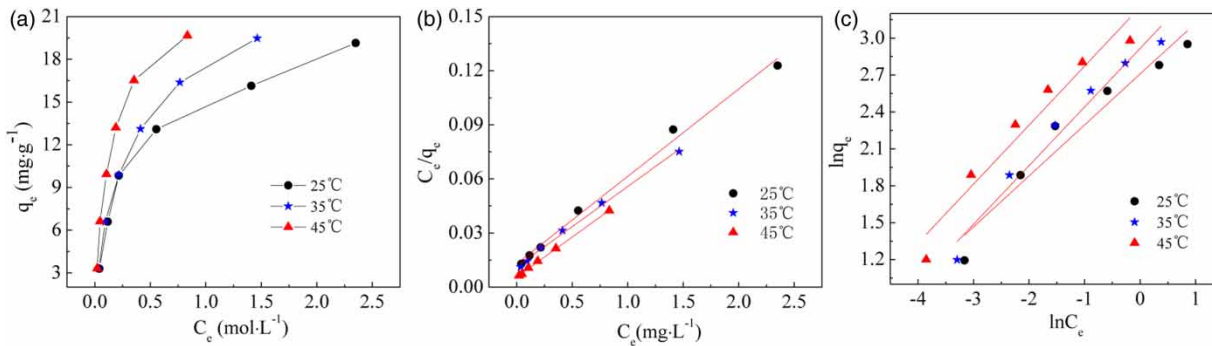 (a)
21
18
15
12
9
6
3
q_e (mg·g⁻¹)
25℃
35℃
45℃
0.0 0.5 1.0 1.5 2.0 2.5
C_e (mol·L⁻¹)
(b)
0.15
0.12
0.09
0.06
0.03
0.00
C_e/q_e
25℃
35℃
45℃
0.0 0.5 1.0 1.5 2.0 2.5
C_e (mg·L⁻¹)
(c)
3.0
2.7
2.4
2.1
1.8
1.5
1.2
lnq_e
25℃
35℃
45℃
-4 -3 -2 -1 0 1
lnC_e